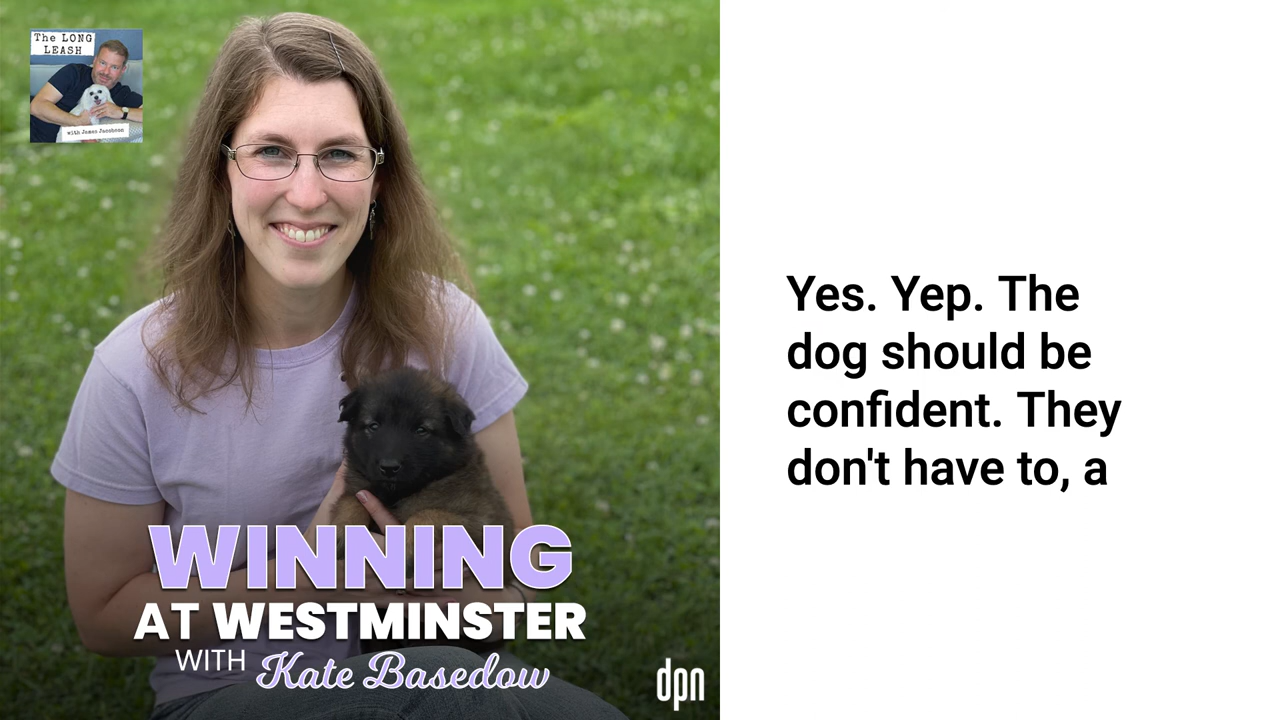 The LONG
LEASH
with James Jacobson
WINNING
AT WESTMINSTER
WITH Kate Basedow
dpn
Yes. Yep. The
dog should be
confident. They
don't have to, a